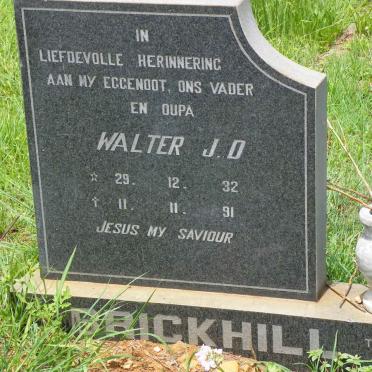 IN
LIEFDEVOLLE HERINNERING
AAN MY EGGENOOT, ONS VADER
EN OUPA
WALTER J.D
☆ 29. 12. 32
✝ 11. 11. 91
JESUS MY SAVIOUR
BRICKHILL